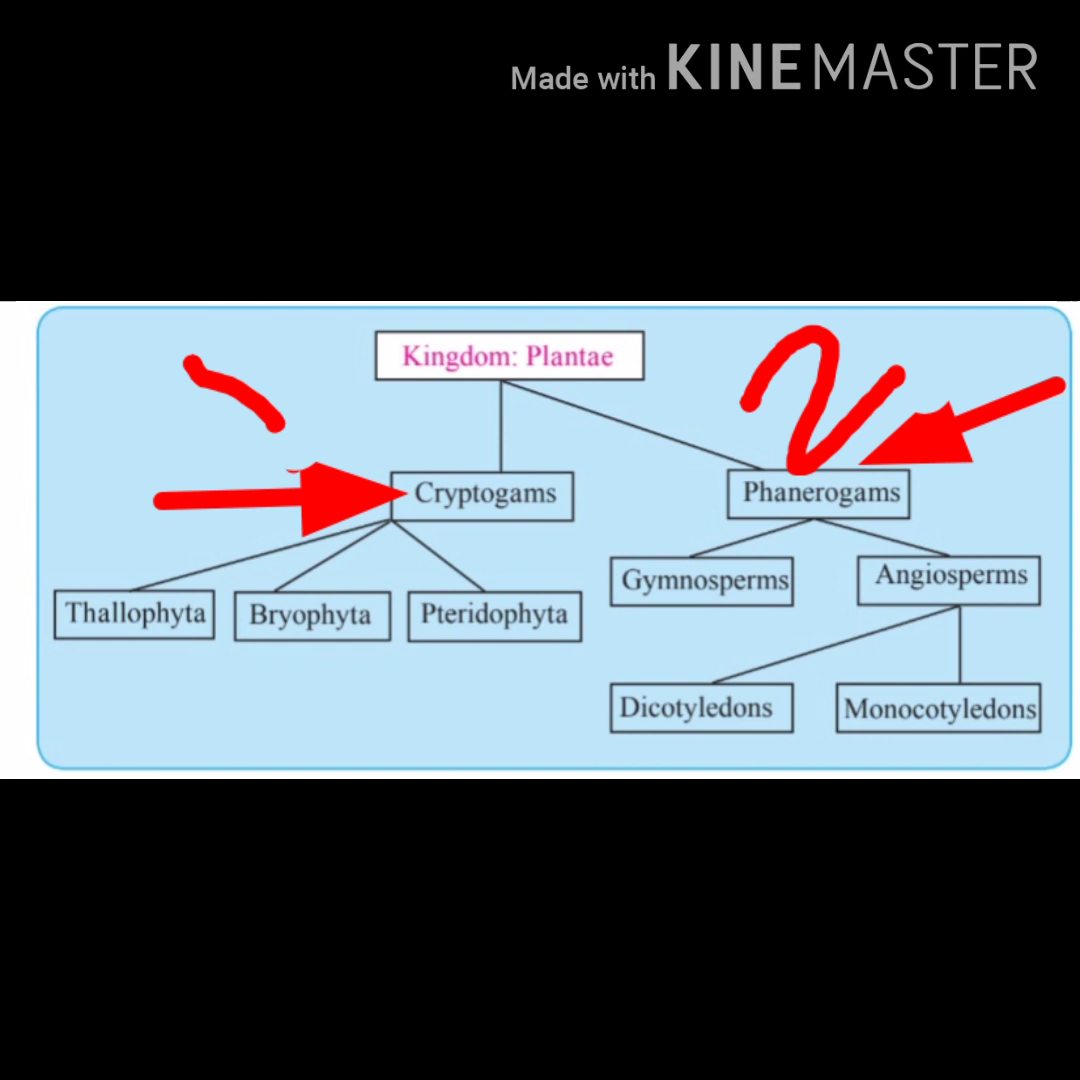 Made with KINEMASTER
Kingdom: Plantae
Cryptogams
Phanerogams
Gymnosperms
Angiosperms
Thallophyta
Bryophyta
Pteridophyta
Dicotyledons
Monocotyledons